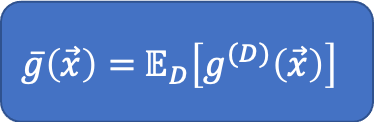 ḡ(x⃗) = 𝔼_D[g^(D)(x⃗)]